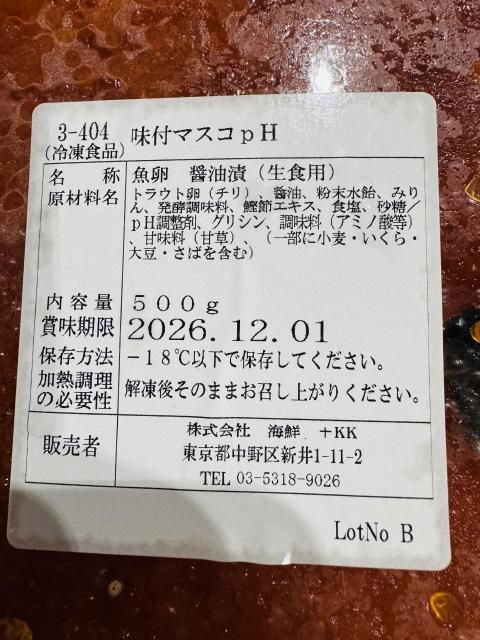 3-404 味付マスコpH
(冷凍食品)
名称 魚卵 醤油漬(生食用)
原材料名 トラウト卵(チリ)、醤油、粉末水飴、みり
ん、発酵調味料、鰹節エキス、食塩、砂糖/
pH調整剤、グリシン、調味料(アミノ酸等)
、甘味料(甘草)、(一部に小麦・いくら・
大豆・さばを含む)
内容量 500g
賞味期限 2026.12.01
保存方法 −18℃以下で保存してください。
加熱調理
の必要性 解凍後そのままお召し上がりください。
販売者 株式会社 海鮮 +KK
東京都中野区新井1-11-2
TEL 03-5318-9026
LotNo B